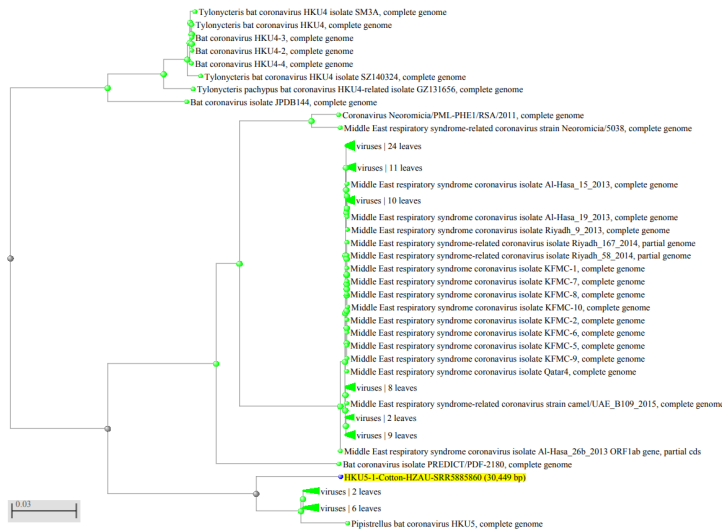 Tylonycteris bat coronavirus HKU4 isolate SM3A, complete genome
Tylonycteris bat coronavirus HKU4, complete genome
Bat coronavirus HKU4-3, complete genome
Bat coronavirus HKU4-2, complete genome
Bat coronavirus HKU4-4, complete genome
Tylonycteris bat coronavirus HKU4 isolate SZ140324, complete genome
Tylonycteris pachypus bat coronavirus HKU4-related isolate GZ131656, complete genome
Bat coronavirus isolate JPDB144, complete genome
Coronavirus Neoromicia/PML-PHE1/RSA/2011, complete genome
Middle East respiratory syndrome-related coronavirus strain Neoromicia/5038, complete genome
viruses | 24 leaves
viruses | 11 leaves
Middle East respiratory syndrome coronavirus isolate Al-Hasa_15_2013, complete genome
viruses | 10 leaves
Middle East respiratory syndrome coronavirus isolate Al-Hasa_19_2013, complete genome
Middle East respiratory syndrome coronavirus isolate Riyadh_9_2013, complete genome
Middle East respiratory syndrome-related coronavirus isolate Riyadh_167_2014, partial genome
Middle East respiratory syndrome-related coronavirus isolate Riyadh_58_2014, partial genome
Middle East respiratory syndrome coronavirus isolate KFMC-1, complete genome
Middle East respiratory syndrome coronavirus isolate KFMC-7, complete genome
Middle East respiratory syndrome coronavirus isolate KFMC-8, complete genome
Middle East respiratory syndrome coronavirus isolate KFMC-10, complete genome
Middle East respiratory syndrome coronavirus isolate KFMC-2, complete genome
Middle East respiratory syndrome coronavirus isolate KFMC-6, complete genome
Middle East respiratory syndrome coronavirus isolate KFMC-5, complete genome
Middle East respiratory syndrome coronavirus isolate KFMC-9, complete genome
Middle East respiratory syndrome coronavirus isolate Qatar4, complete genome
viruses | 8 leaves
Middle East respiratory syndrome-related coronavirus strain camel/UAE_B109_2015, complete genome
viruses | 2 leaves
viruses | 9 leaves
Middle East respiratory syndrome coronavirus isolate Al-Hasa_26b_2013 ORF1ab gene, partial cds
Bat coronavirus isolate PREDICT/PDF-2180, complete genome
HKU5-1-Cotton-HZAU-SRR5885860 (30,449 bp)
viruses | 2 leaves
0.03
viruses | 6 leaves
Pipistrellus bat coronavirus HKU5, complete genome